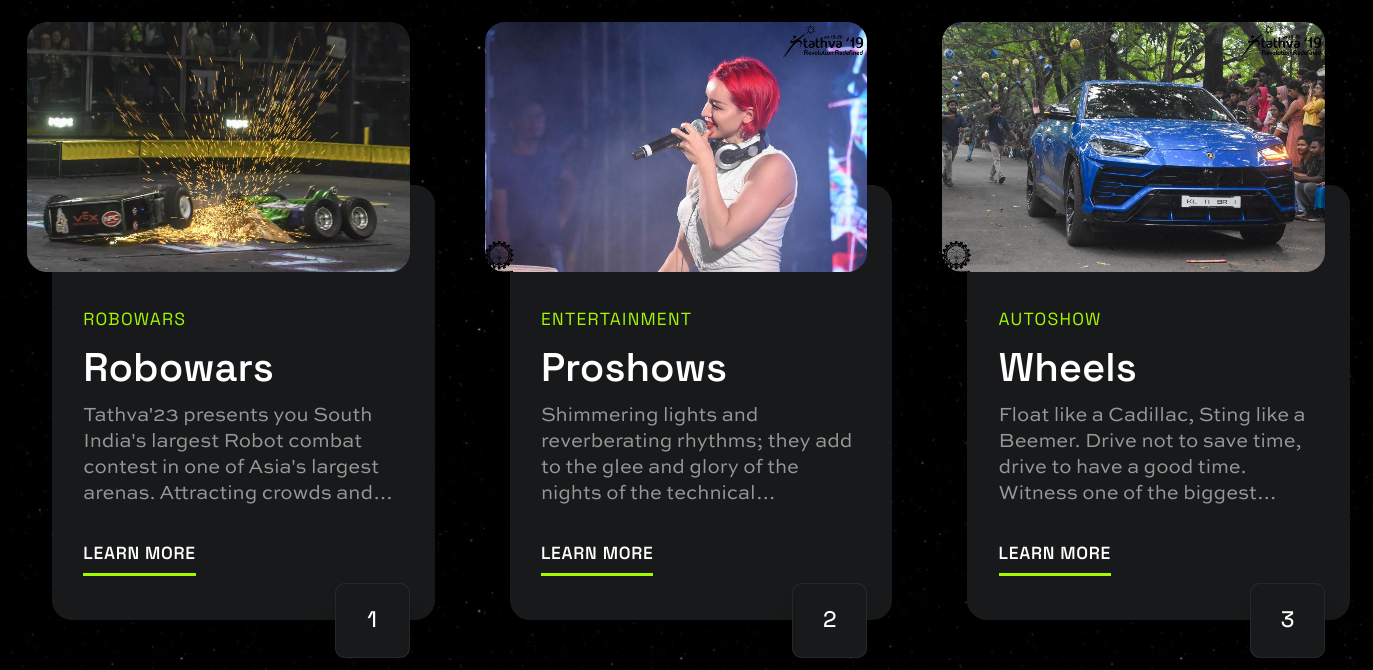 tathva '19
Revolution Redefined
tathva '19
Revolution Redefined
VEX
NFC
KL 11 BR 1
ROBOWARS
Robowars
Tathva'23 presents you South
India's largest Robot combat
contest in one of Asia's largest
arenas. Attracting crowds and...
LEARN MORE
1
ENTERTAINMENT
Proshows
Shimmering lights and
reverberating rhythms; they add
to the glee and glory of the
nights of the technical...
LEARN MORE
2
AUTOSHOW
Wheels
Float like a Cadillac, Sting like a
Beemer. Drive not to save time,
drive to have a good time.
Witness one of the biggest...
LEARN MORE
3